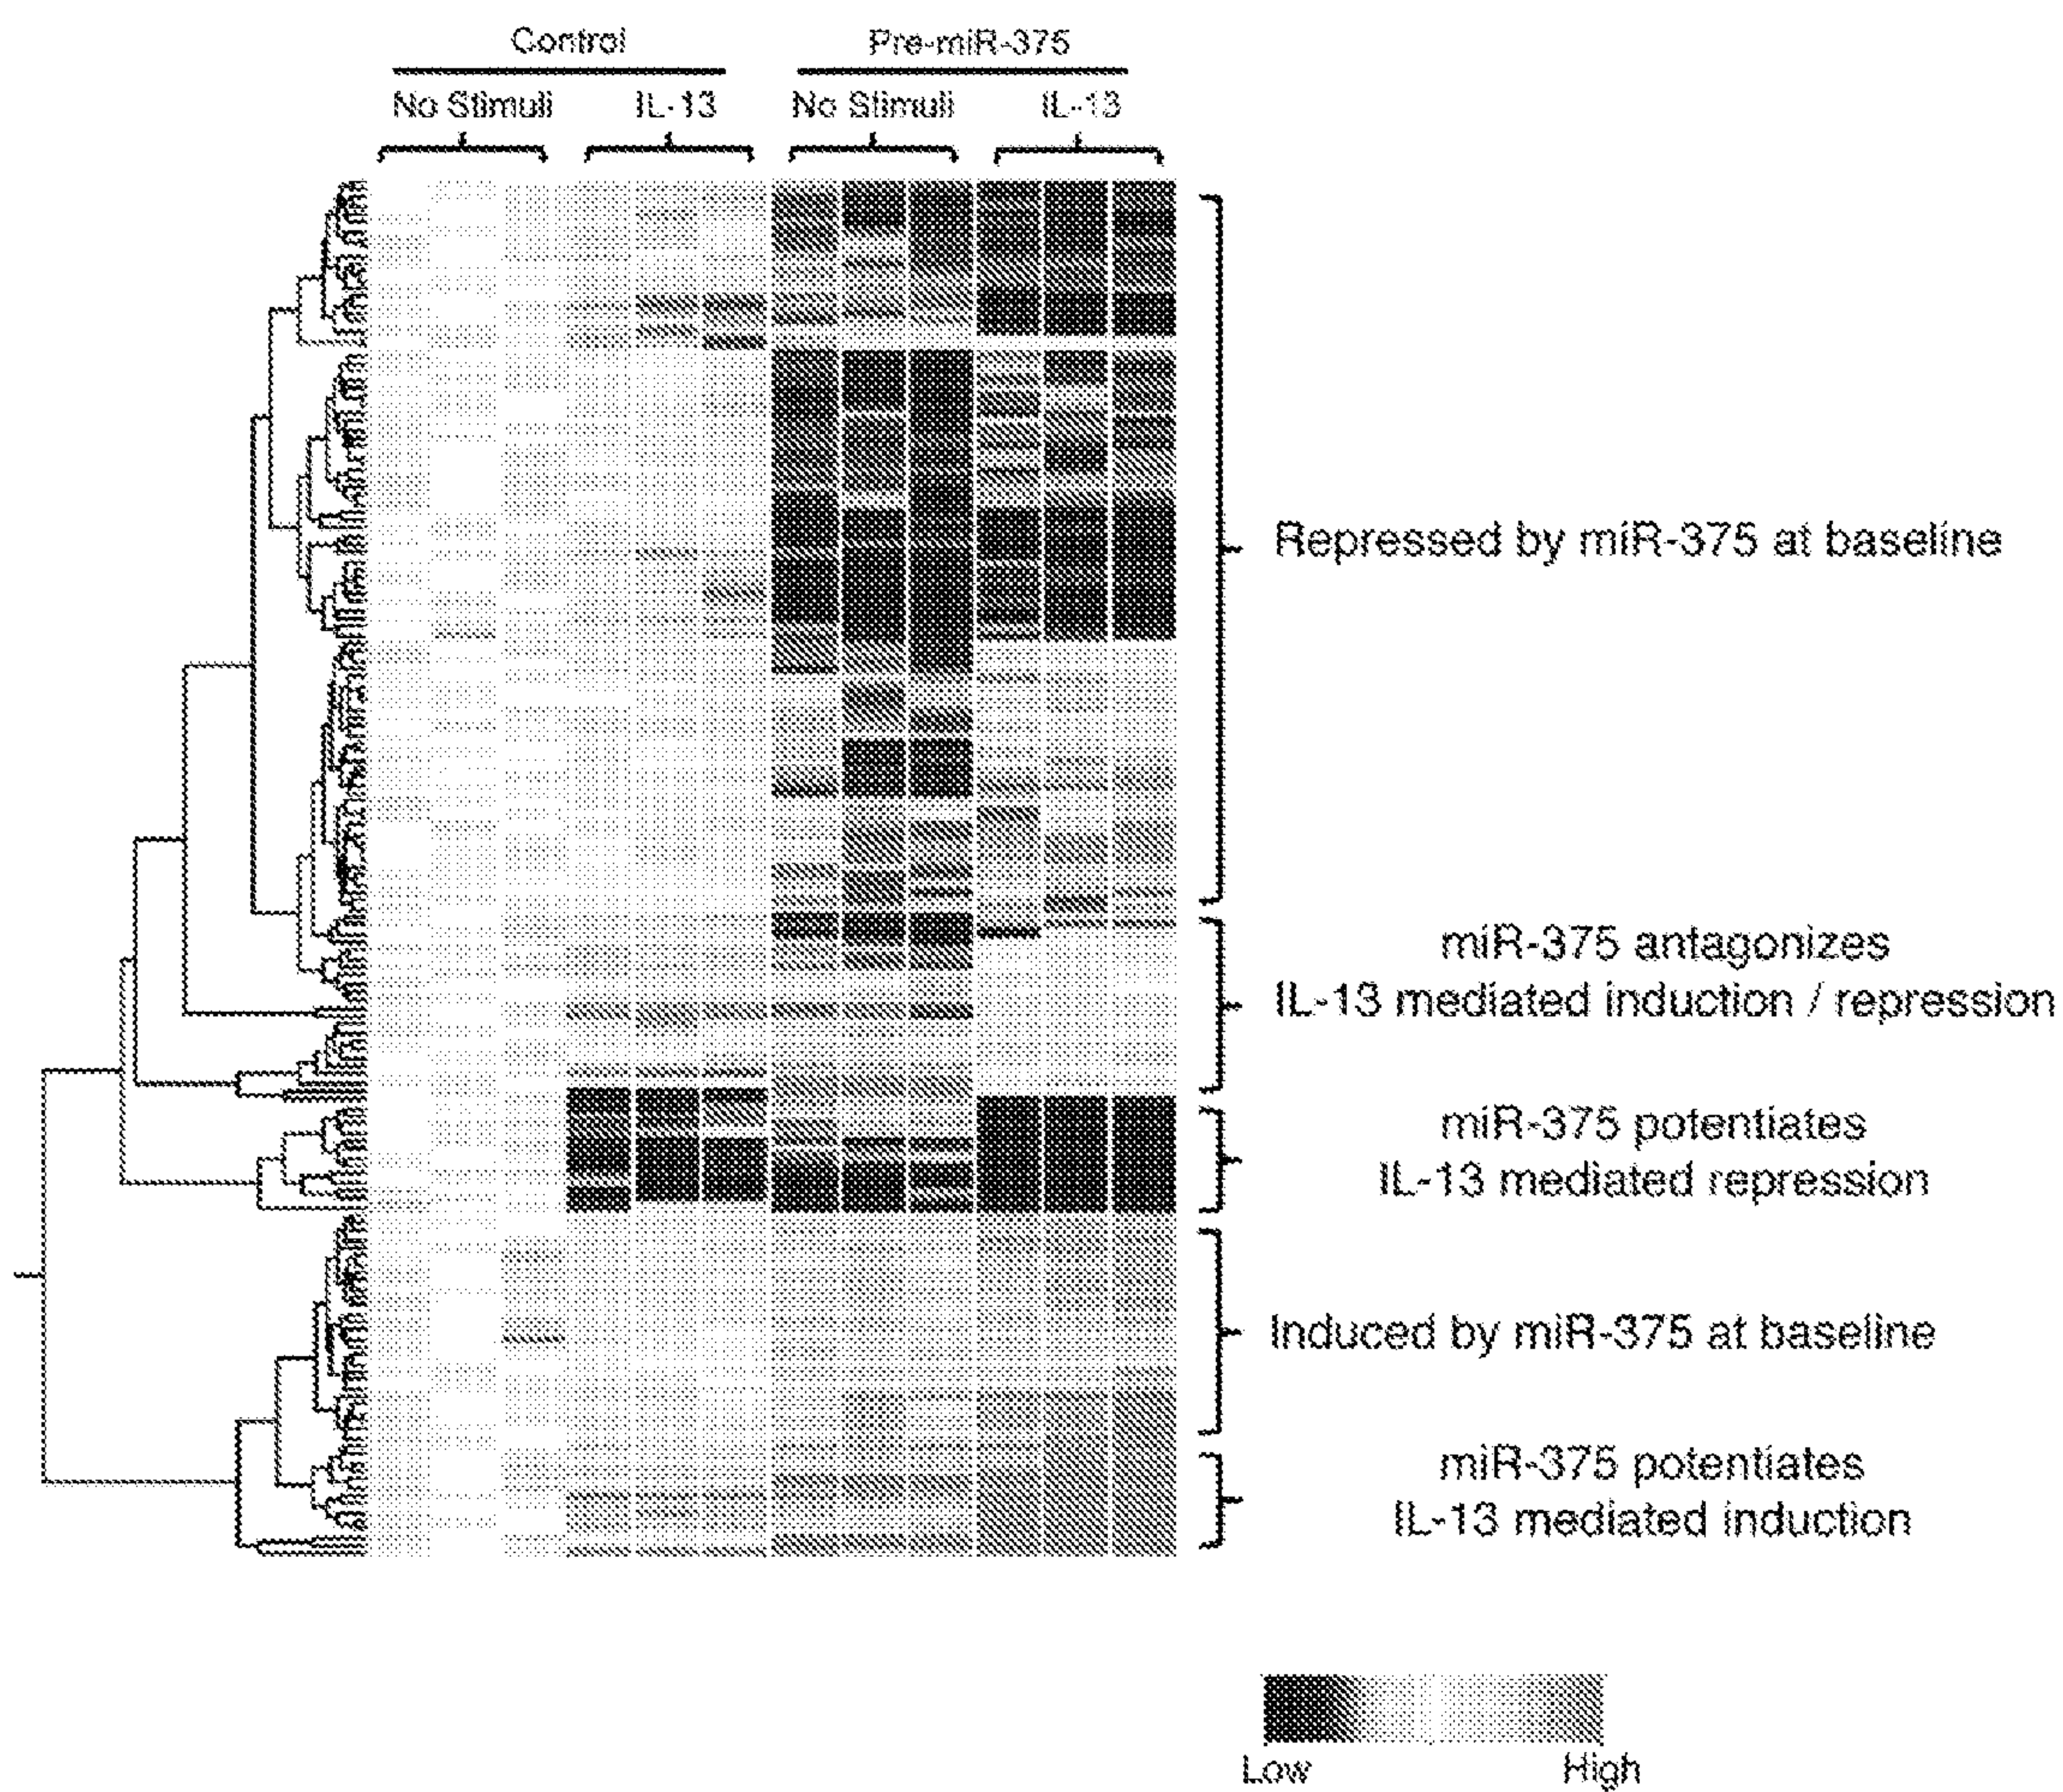 Control Pre-miR-375
No Stimuli IL-13 No Stimuli IL-13
Repressed by miR-375 at baseline
miR-375 antagonizes
IL-13 mediated induction / repression
miR-375 potentiates
IL-13 mediated repression
Induced by miR-375 at baseline
miR-375 potentiates
IL-13 mediated induction
Low High